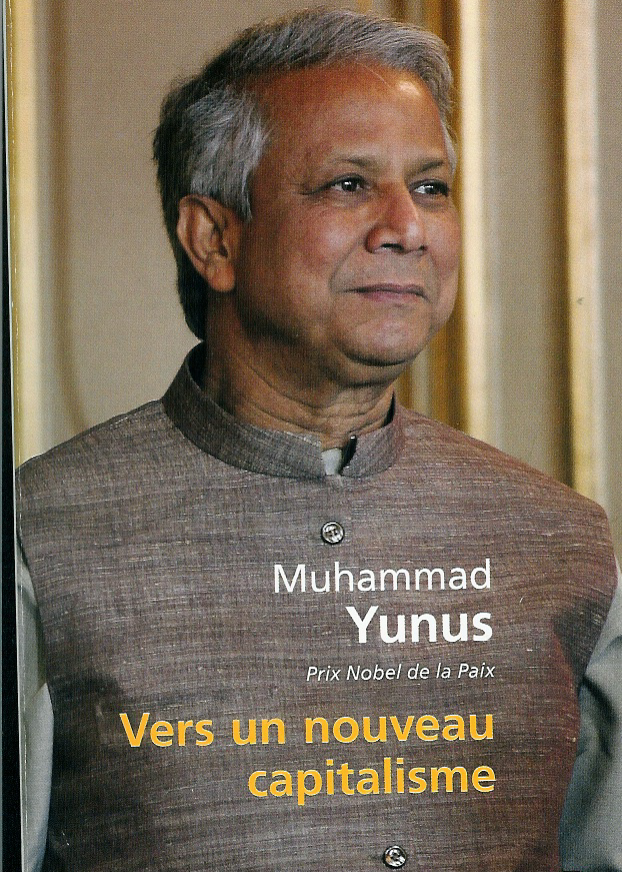 Muhammad
Yunus
Prix Nobel de la Paix
Vers un nouveau
capitalisme